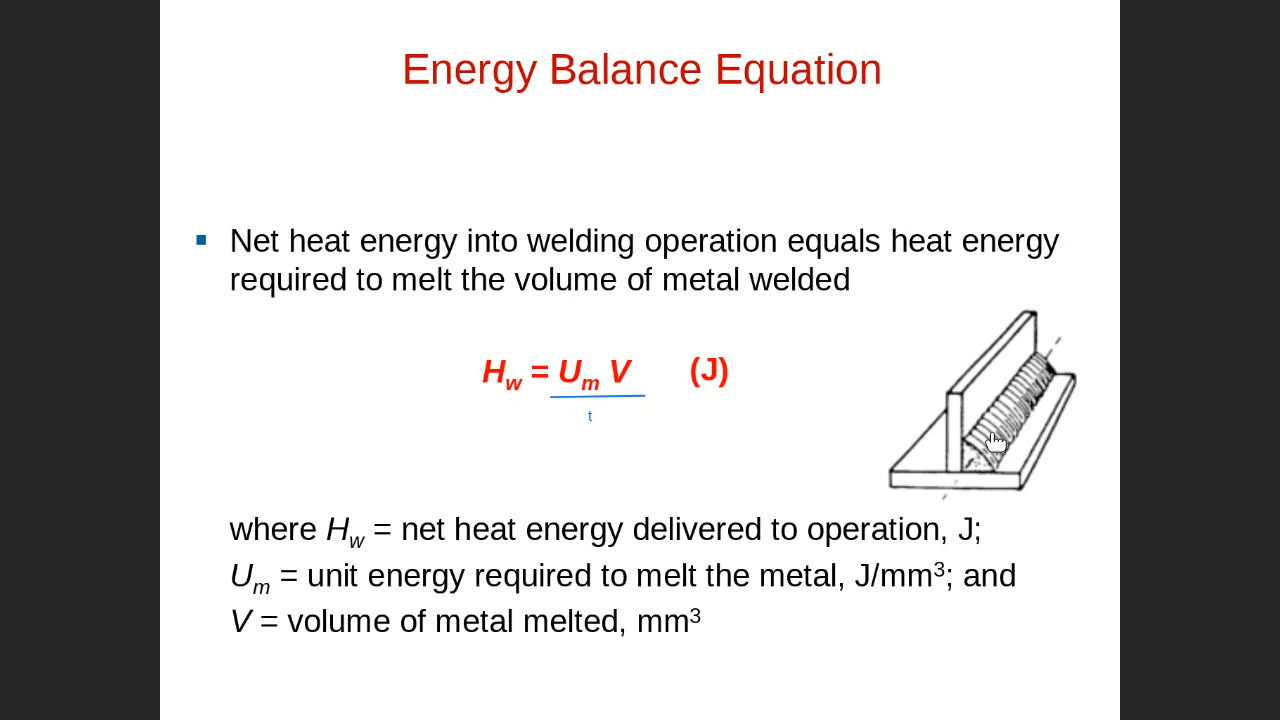 Energy Balance Equation
Net heat energy into welding operation equals heat energy
required to melt the volume of metal welded
Hw = Um V (J)
t
where Hw = net heat energy delivered to operation, J;
Um = unit energy required to melt the metal, J/mm³; and
V = volume of metal melted, mm³